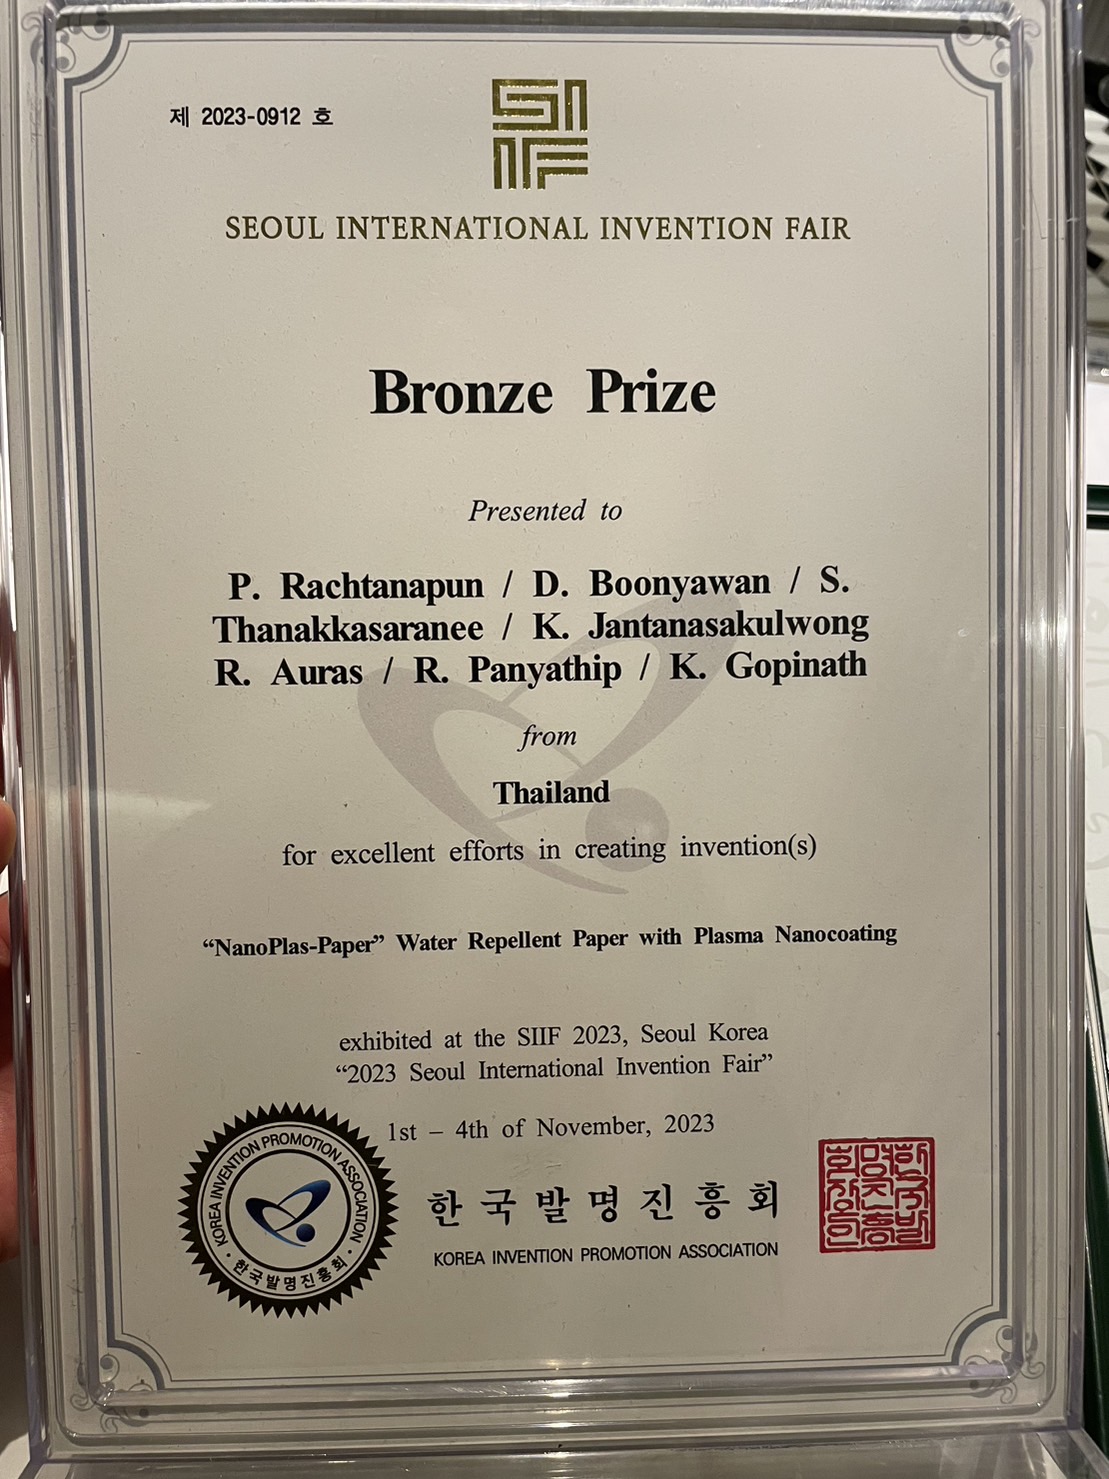 제 2023-0912 호
SIIF
SEOUL INTERNATIONAL INVENTION FAIR
Bronze Prize
Presented to
P. Rachtanapun / D. Boonyawan / S.
Thanakkasaranee / K. Jantanasakulwong
R. Auras / R. Panyathip / K. Gopinath
from
Thailand
for excellent efforts in creating invention(s)
“NanoPlas-Paper” Water Repellent Paper with Plasma Nanocoating
exhibited at the SIIF 2023, Seoul Korea
“2023 Seoul International Invention Fair”
1st – 4th of November, 2023
KOREA INVENTION PROMOTION ASSOCIATION
· 한국발명진흥회 ·
한국발명진흥회
KOREA INVENTION PROMOTION ASSOCIATION